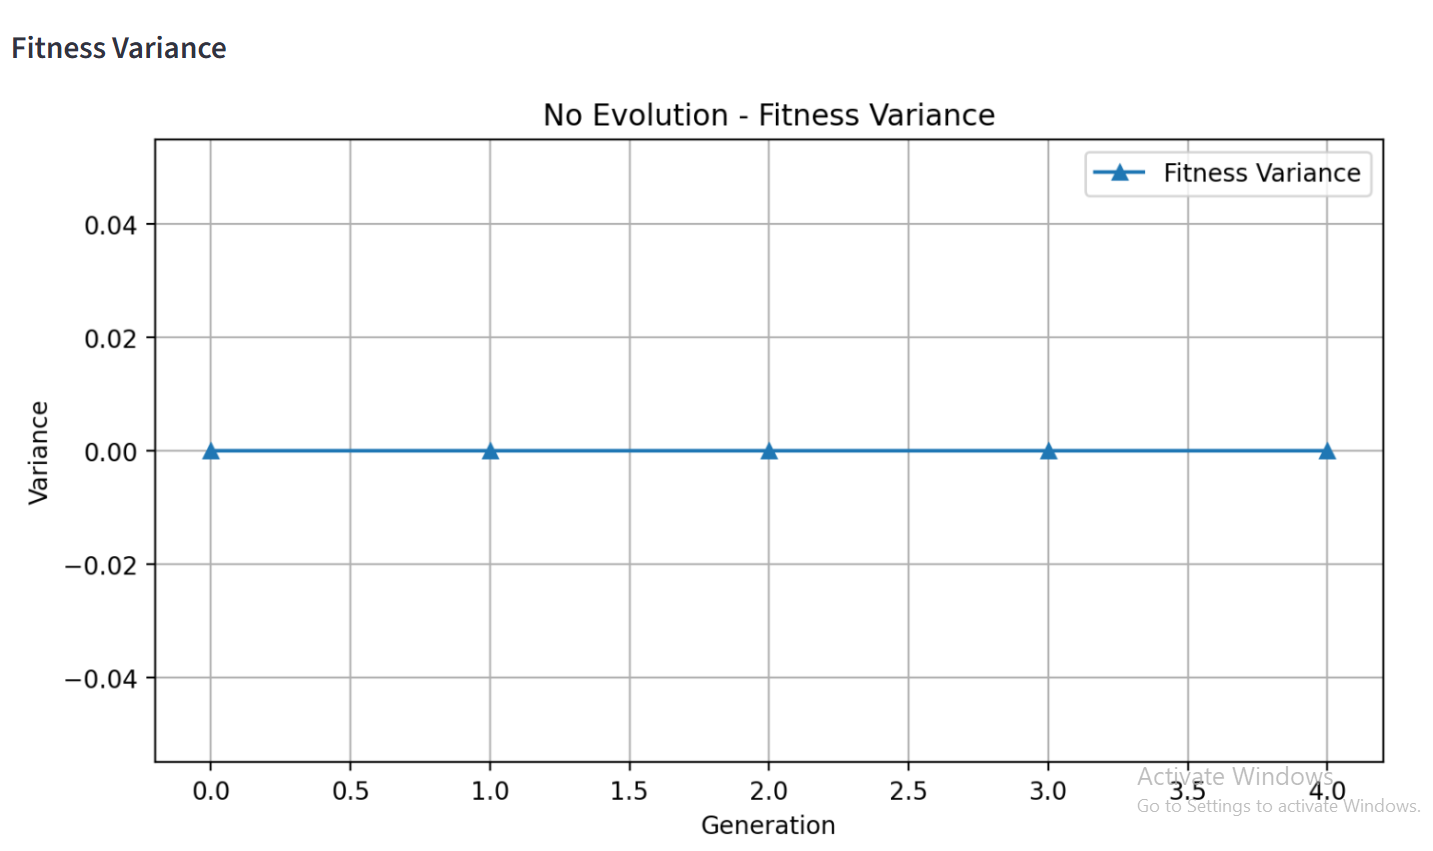 Fitness Variance
No Evolution - Fitness Variance
Fitness Variance
0.04
0.02
0.00
−0.02
−0.04
Variance
0.0 0.5 1.0 1.5 2.0 2.5 3.0 3.5 4.0
Generation
Activate Windows
Go to Settings to activate Windows.